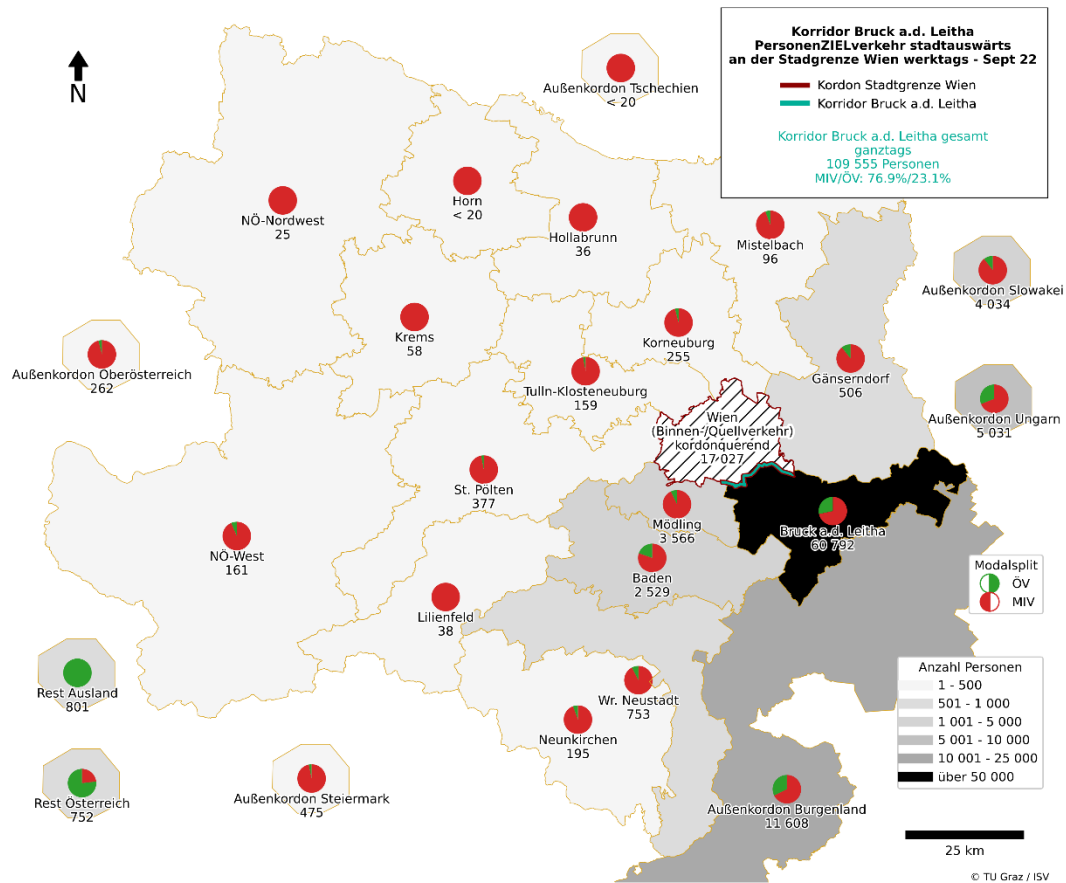 Korridor Bruck a.d. Leitha
PersonenZIELverkehr stadtauswärts
an der Stadgrenze Wien werktags - Sept 22
Kordon Stadtgrenze Wien
Korridor Bruck a.d. Leitha
Korridor Bruck a.d. Leitha gesamt
ganztags
109 555 Personen
MIV/ÖV: 76.9%/23.1%
N
Außenkordon Tschechien
< 20
Horn
< 20
NÖ-Nordwest
25
Hollabrunn
36
Mistelbach
96
Außenkordon Slowakei
4 034
Krems
58
Korneuburg
255
Außenkordon Oberösterreich
262
Gänserndorf
506
Tulln-Klosteneuburg
159
Außenkordon Ungarn
5 031
Wien
(Binnen-/Quellverkehr)
kordonquerend
17 027
St. Pölten
377
Mödling
3 566
Bruck a.d. Leitha
60 792
NÖ-West
161
Baden
2 529
Modalsplit
ÖV
MIV
Lilienfeld
38
Rest Ausland
801
Wr. Neustadt
753
Neunkirchen
195
Anzahl Personen
1 - 500
501 - 1 000
1 001 - 5 000
5 001 - 10 000
10 001 - 25 000
über 50 000
Rest Österreich
752
Außenkordon Steiermark
475
Außenkordon Burgenland
11 608
25 km
© TU Graz / ISV